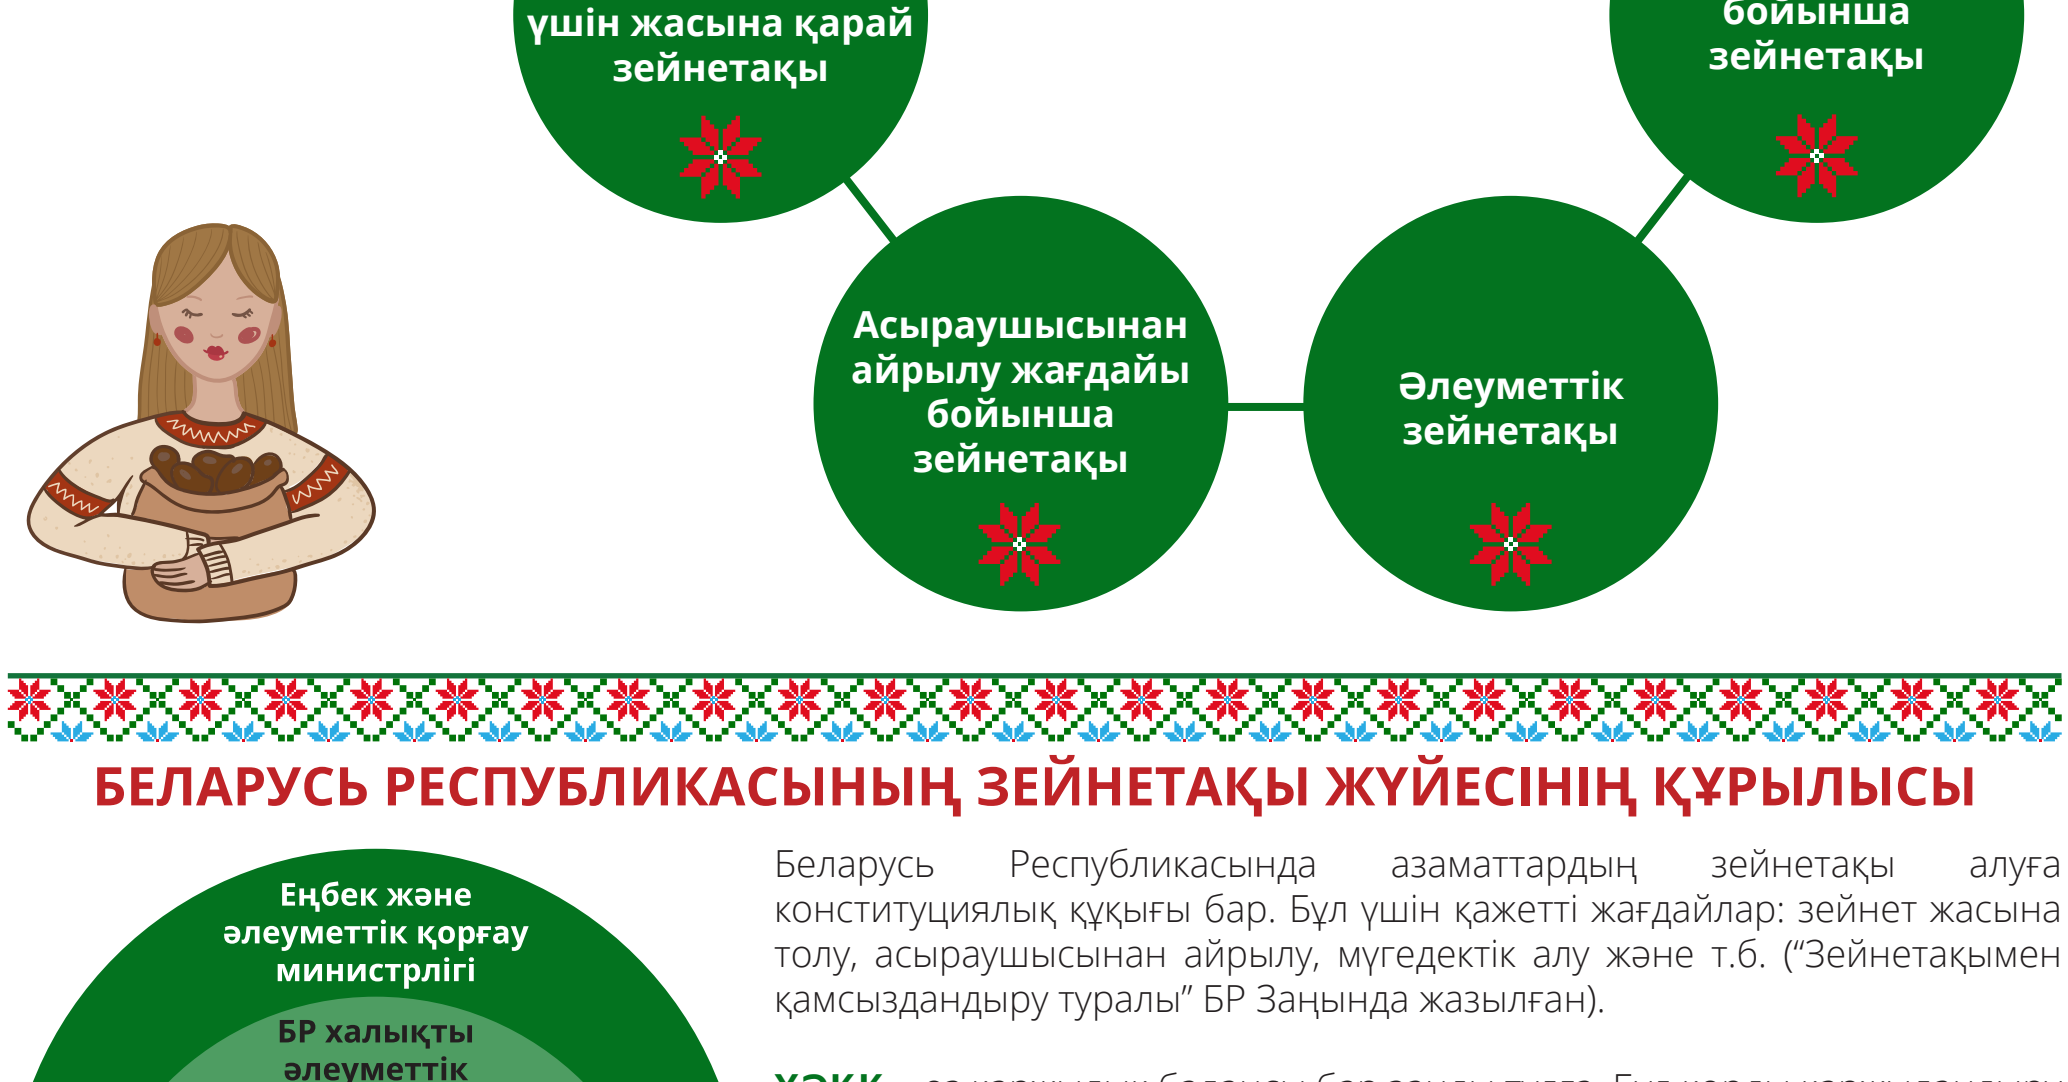 үшін жасына қарай
зейнетақы
бойынша
зейнетақы
Асыраушысынан
айрылу жағдайы
бойынша
зейнетақы
Әлеуметтік
зейнетақы
БЕЛАРУСЬ РЕСПУБЛИКАСЫНЫҢ ЗЕЙНЕТАҚЫ ЖҮЙЕСІНІҢ ҚҰРЫЛЫСЫ
Еңбек және
әлеуметтік қорғау
министрлігі
БР халықты
әлеуметтік
Беларусь Республикасында азаматтардың зейнетақы алуға
конституциялық құқығы бар. Бұл үшін қажетті жағдайлар: зейнет жасына
толу, асыраушысынан айрылу, мүгедектік алу және т.б. (“Зейнетақымен
қамсыздандыру туралы” БР Заңында жазылған).